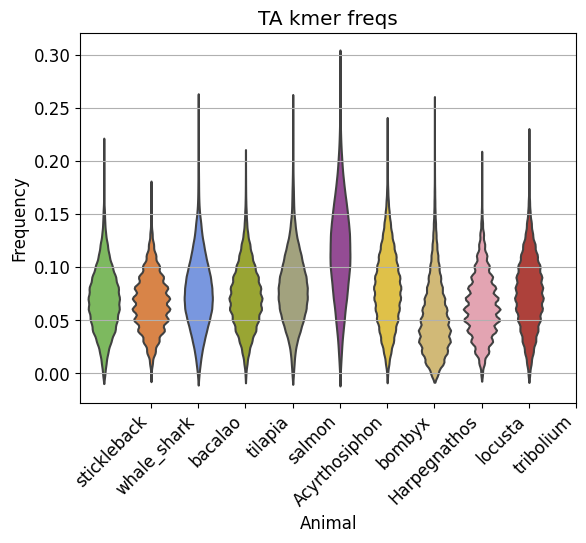 TA kmer freqs
0.30
0.25
0.20
0.15
0.10
0.05
0.00
Frequency
stickleback
whale_shark
bacalao
tilapia
salmon
Acyrthosiphon
bombyx
Harpegnathos
locusta
tribolium
Animal